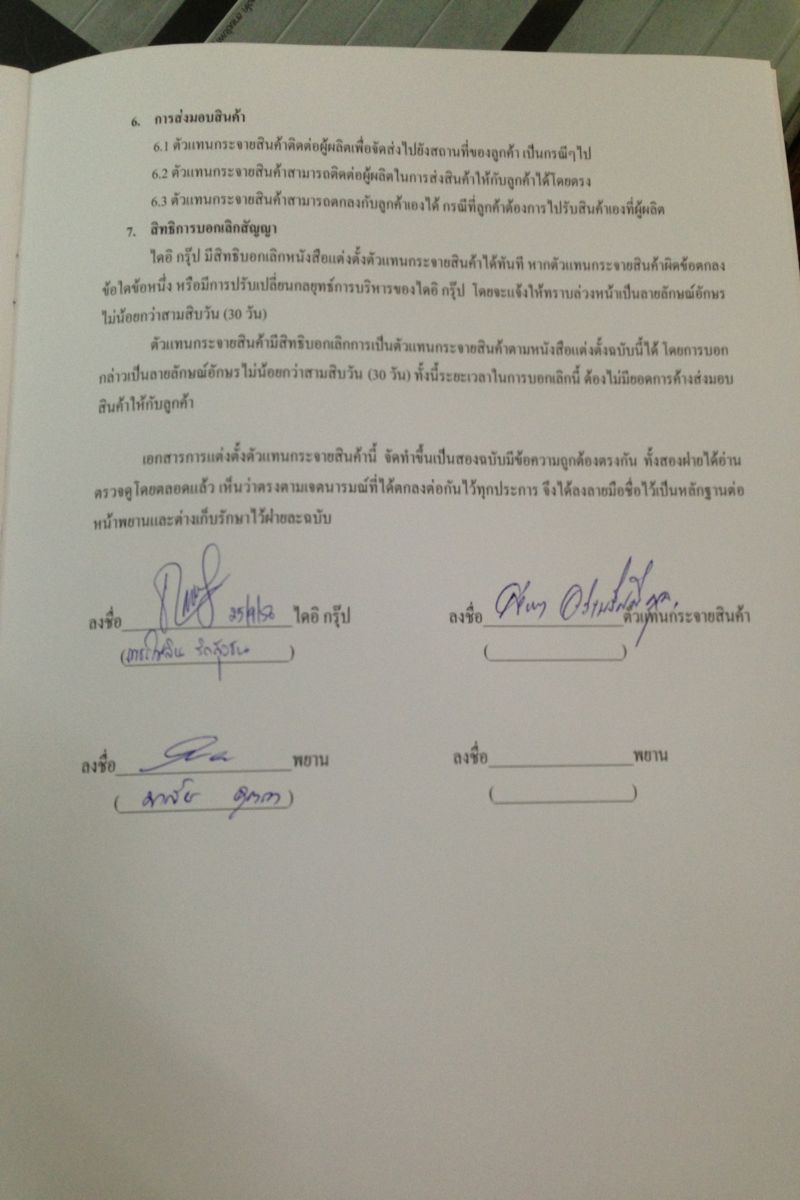 6. การส่งมอบสินค้า
6.1 ตัวแทนกระจายสินค้าติดต่อผู้ผลิตเพื่อจัดส่งไปยังสถานที่ของลูกค้า เป็นกรณีๆไป
6.2 ตัวแทนกระจายสินค้าสามารถติดต่อผู้ผลิตในการส่งสินค้าให้กับลูกค้าได้โดยตรง
6.3 ตัวแทนกระจายสินค้าสามารถตกลงกับลูกค้าเองได้ กรณีที่ลูกค้าต้องการไปรับสินค้าเองที่ผู้ผลิต
7. สิทธิการบอกเลิกสัญญา
ไดอิ กรุ๊ป มีสิทธิบอกเลิกหนังสือแต่งตั้งตัวแทนกระจายสินค้าได้ทันที หากตัวแทนกระจายสินค้าผิดข้อตกลง
ข้อใดข้อหนึ่ง หรือมีการปรับเปลี่ยนกลยุทธ์การบริหารของไดอิ กรุ๊ป โดยจะแจ้งให้ทราบล่วงหน้าเป็นลายลักษณ์อักษร
ไม่น้อยกว่าสามสิบวัน (30 วัน)
ตัวแทนกระจายสินค้ามีสิทธิบอกเลิกการเป็นตัวแทนกระจายสินค้าตามหนังสือแต่งตั้งฉบับนี้ได้ โดยการบอก
กล่าวเป็นลายลักษณ์อักษรไม่น้อยกว่าสามสิบวัน (30 วัน) ทั้งนี้ระยะเวลาในการบอกเลิกนี้ ต้องไม่มียอดการค้างส่งมอบ
สินค้าให้กับลูกค้า
เอกสารการแต่งตั้งตัวแทนกระจายสินค้านี้ จัดทำขึ้นเป็นสองฉบับมีข้อความถูกต้องตรงกัน ทั้งสองฝ่ายได้อ่าน
ตรวจดูโดยตลอดแล้ว เห็นว่าตรงตามเจตนารมณ์ที่ได้ตกลงต่อกันไว้ทุกประการ จึงได้ลงลายมือชื่อไว้เป็นหลักฐานต่อ
หน้าพยานและต่างเก็บรักษาไว้ฝ่ายละฉบับ
ลงชื่อ ไดอิ กรุ๊ป ลงชื่อ ตัวแทนกระจายสินค้า
ลงชื่อ พยาน ลงชื่อ พยาน